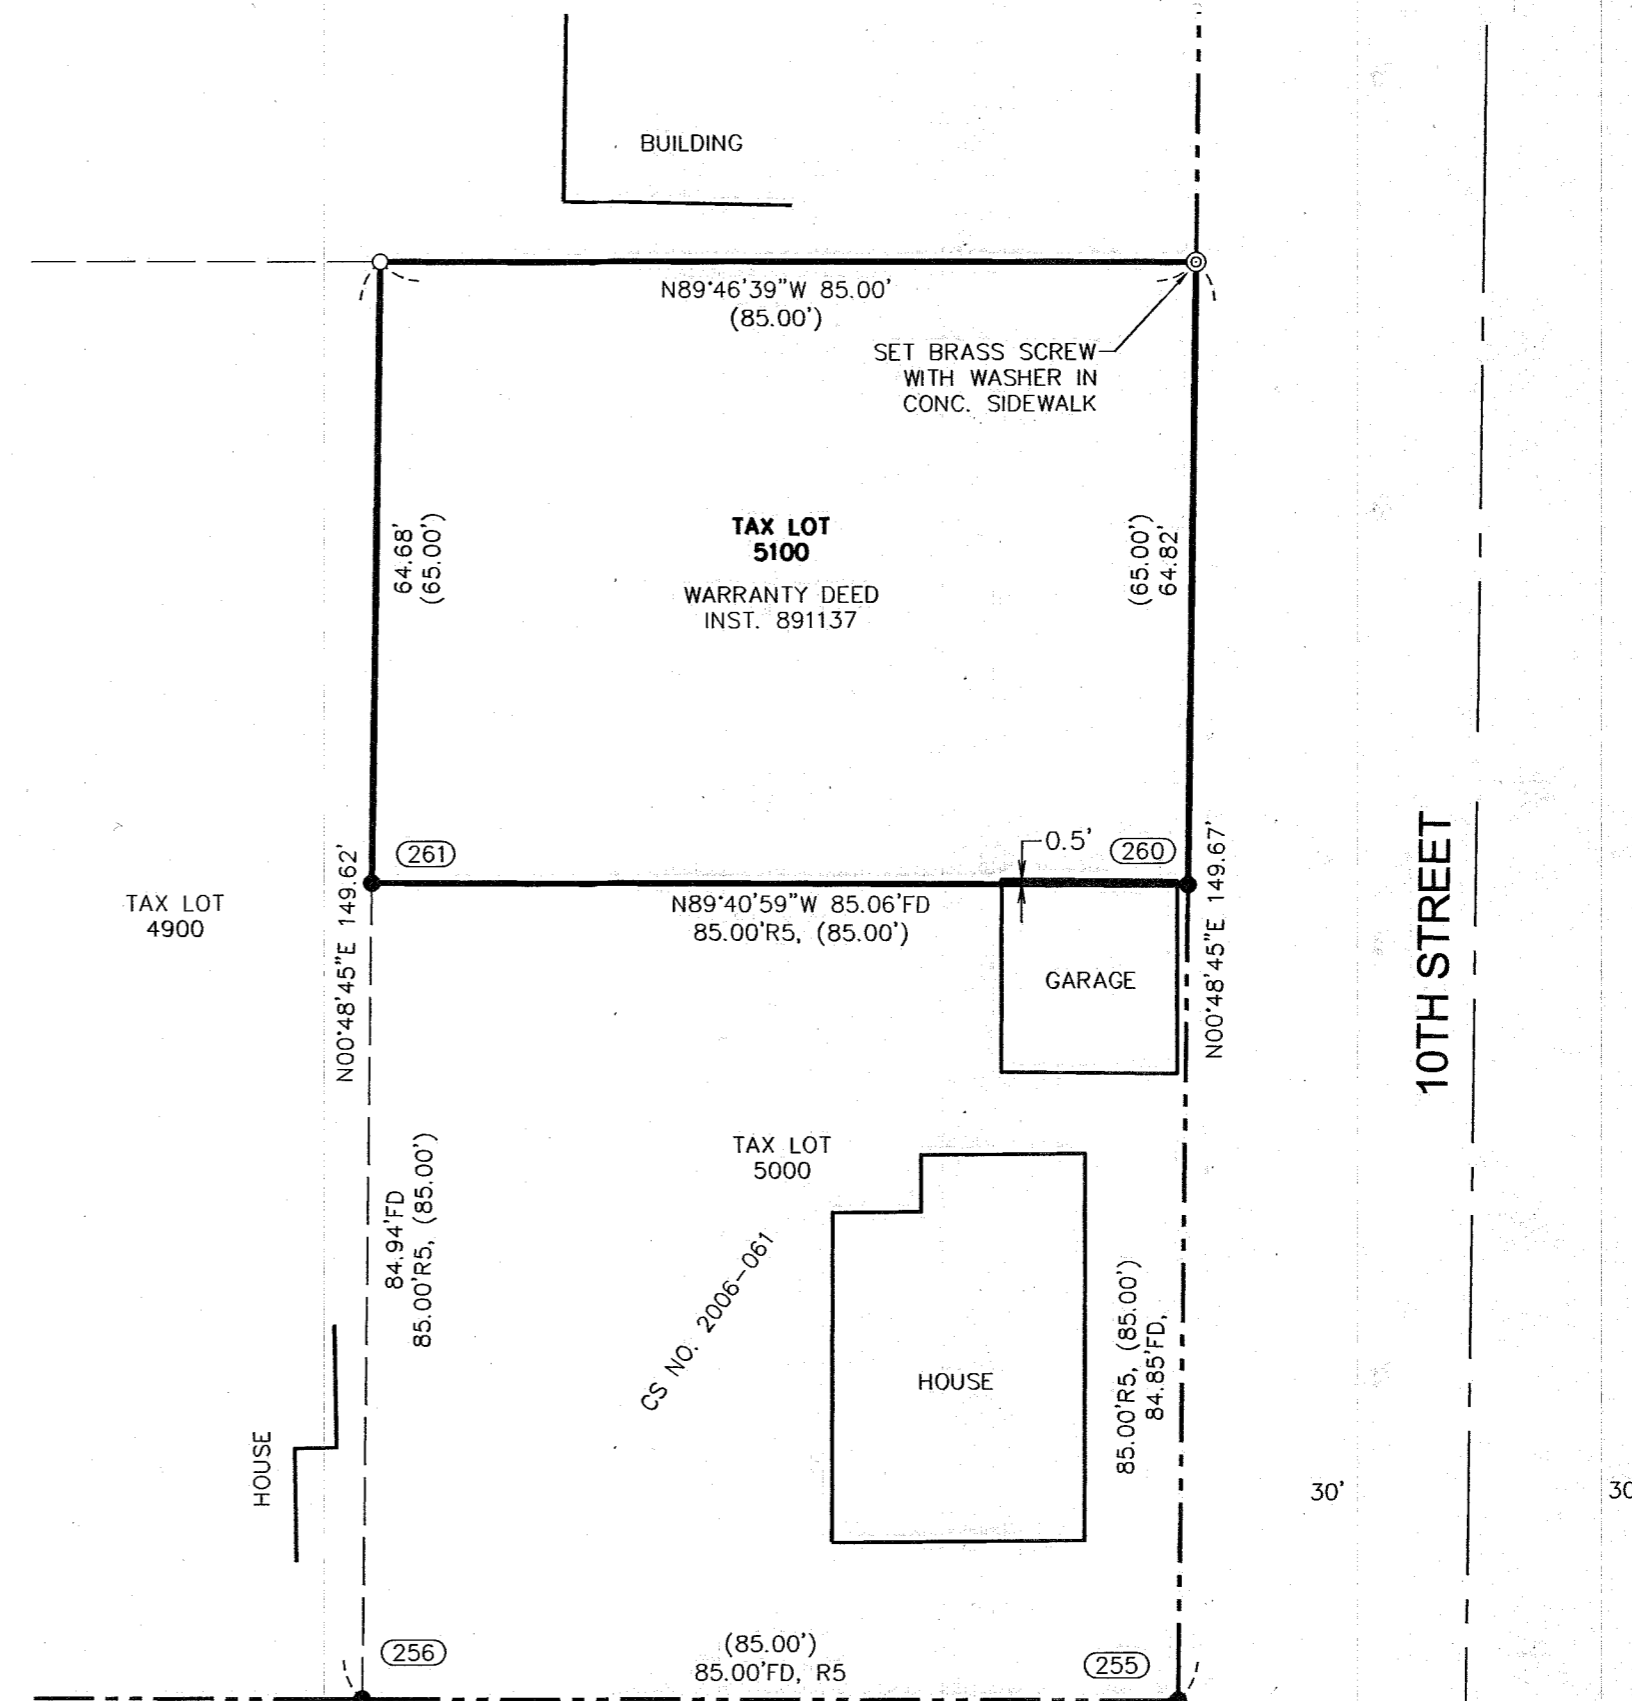 BUILDING
N89°46'39"W 85.00'
(85.00')
SET BRASS SCREW
WITH WASHER IN
CONC. SIDEWALK
64.68'
(65.00')
TAX LOT
5100
WARRANTY DEED
INST. 891137
(65.00')
64.82'
261
0.5'
260
N00°48'45"E 149.62'
N00°48'45"E 149.67'
TAX LOT
4900
N89°40'59"W 85.06'FD
85.00'R5, (85.00')
GARAGE
10TH STREET
TAX LOT
5000
84.94'FD
85.00'R5, (85.00')
CS NO. 2006-061
HOUSE
85.00'R5, (85.00')
84.85'FD,
HOUSE
30'
30
256
(85.00')
85.00'FD, R5
255